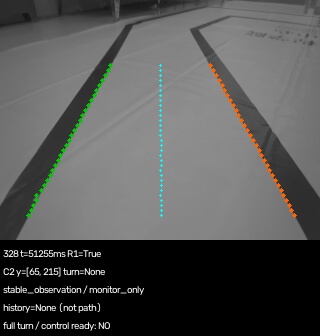 328 t=51255ms R1=True
C2 y=[65, 215] turn=None
stable_observation / monitor_only
history=None (not path)
full turn / control ready: NO